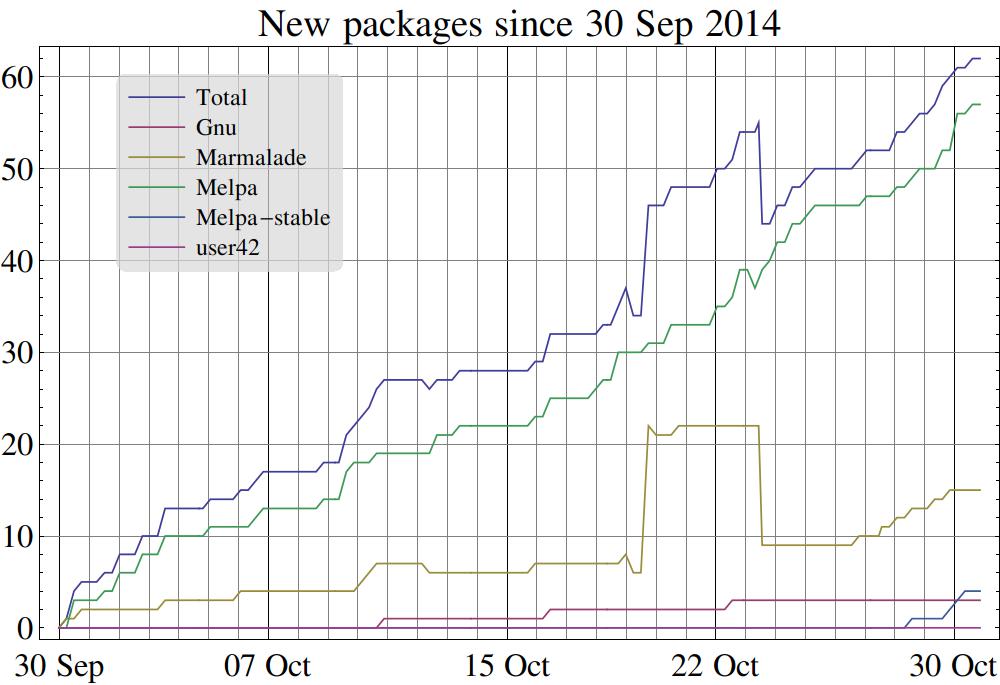 New packages since 30 Sep 2014
60
50
40
30
20
10
0
Total
Gnu
Marmalade
Melpa
Melpa−stable
user42
30 Sep 07 Oct 15 Oct 22 Oct 30 Oct